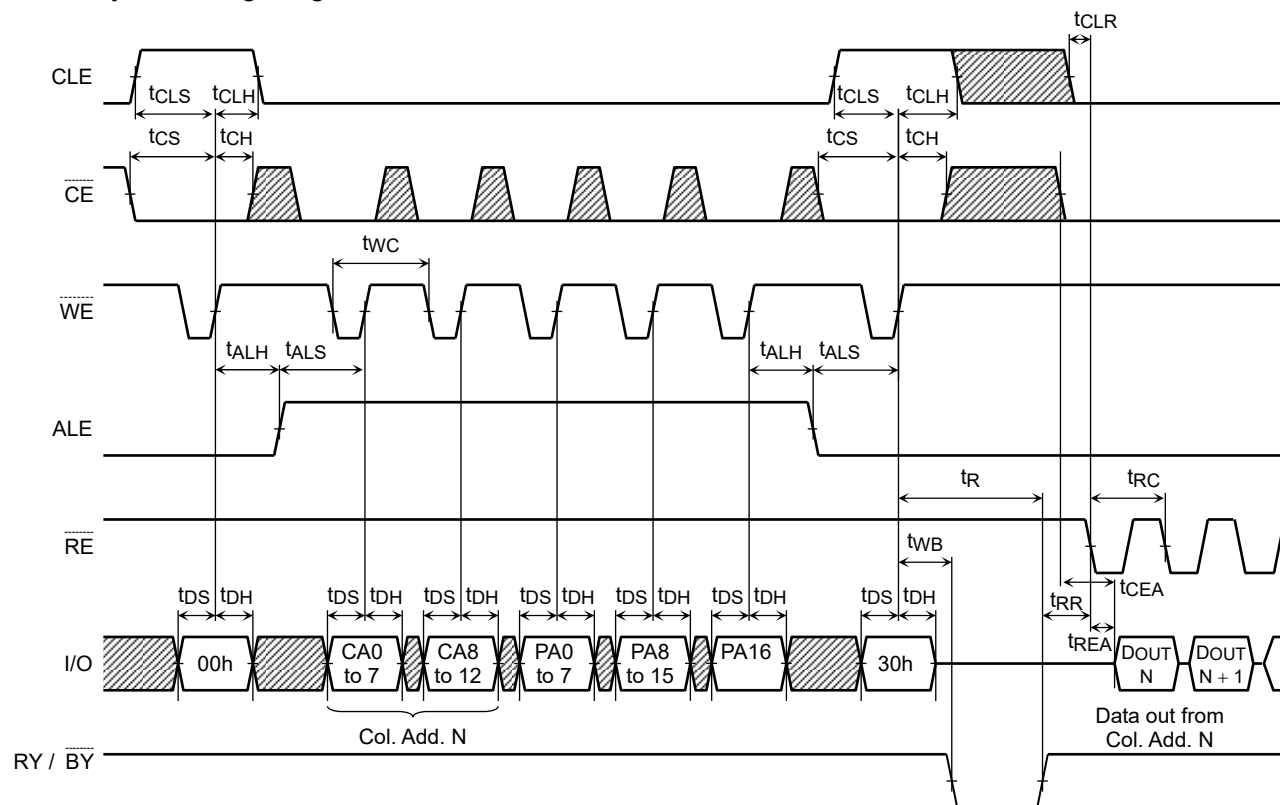 tCLR
CLE
tCLS tCLH tCLS tCLH
tCS tCH tCS tCH
CE
tWC
WE
tALH tALS tALH tALS
ALE
tR tRC
RE
tWB
tCEA
tDS tDH tDS tDH tDS tDH tDS tDH tDS tDH tDS tDH tDS tDH tRR
tREA
I/O 00h CA0 to 7 CA8 to 12 PA0 to 7 PA8 to 15 PA16 30h DOUT N DOUT N + 1
Col. Add. N
Data out from
Col. Add. N
RY / BY